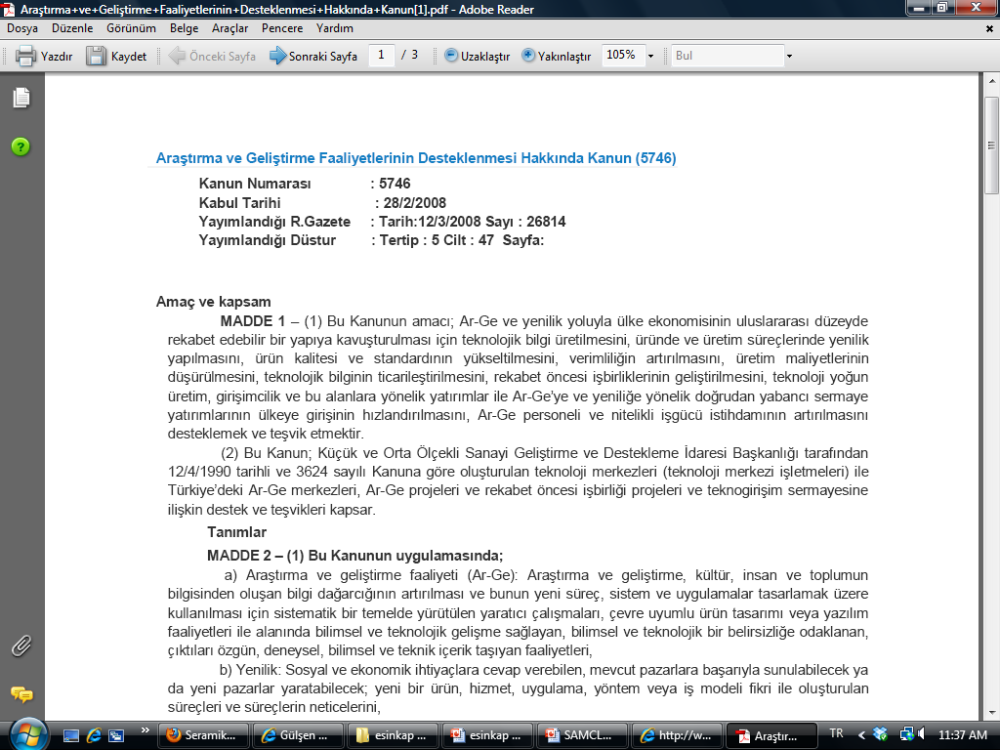 Araştırma+ve+Geliştirme+Faaliyetlerinin+Desteklenmesi+Hakkında+Kanun[1].pdf - Adobe Reader
Dosya Düzenle Görünüm Belge Araçlar Pencere Yardım
Yazdır Kaydet Önceki Sayfa Sonraki Sayfa 1 / 3 Uzaklaştır Yakınlaştır 105% Bul
Araştırma ve Geliştirme Faaliyetlerinin Desteklenmesi Hakkında Kanun (5746)
Kanun Numarası : 5746
Kabul Tarihi : 28/2/2008
Yayımlandığı R.Gazete : Tarih:12/3/2008 Sayı : 26814
Yayımlandığı Düstur : Tertip : 5 Cilt : 47 Sayfa:
Amaç ve kapsam
MADDE 1 – (1) Bu Kanunun amacı; Ar-Ge ve yenilik yoluyla ülke ekonomisinin uluslararası düzeyde
rekabet edebilir bir yapıya kavuşturulması için teknolojik bilgi üretilmesini, üründe ve üretim süreçlerinde yenilik
yapılmasını, ürün kalitesi ve standardının yükseltilmesini, verimliliğin artırılmasını, üretim maliyetlerinin
düşürülmesini, teknolojik bilginin ticarileştirilmesini, rekabet öncesi işbirliklerinin geliştirilmesini, teknoloji yoğun
üretim, girişimcilik ve bu alanlara yönelik yatırımlar ile Ar-Ge'ye ve yeniliğe yönelik doğrudan yabancı sermaye
yatırımlarının ülkeye girişinin hızlandırılmasını, Ar-Ge personeli ve nitelikli işgücü istihdamının artırılmasını
desteklemek ve teşvik etmektir.
(2) Bu Kanun; Küçük ve Orta Ölçekli Sanayi Geliştirme ve Destekleme İdaresi Başkanlığı tarafından
12/4/1990 tarihli ve 3624 sayılı Kanuna göre oluşturulan teknoloji merkezleri (teknoloji merkezi işletmeleri) ile
Türkiye'deki Ar-Ge merkezleri, Ar-Ge projeleri ve rekabet öncesi işbirliği projeleri ve teknogirişim sermayesine
ilişkin destek ve teşvikleri kapsar.
Tanımlar
MADDE 2 – (1) Bu Kanunun uygulamasında;
a) Araştırma ve geliştirme faaliyeti (Ar-Ge): Araştırma ve geliştirme, kültür, insan ve toplumun
bilgisinden oluşan bilgi dağarcığının artırılması ve bunun yeni süreç, sistem ve uygulamalar tasarlamak üzere
kullanılması için sistematik bir temelde yürütülen yaratıcı çalışmaları, çevre uyumlu ürün tasarımı veya yazılım
faaliyetleri ile alanında bilimsel ve teknolojik gelişme sağlayan, bilimsel ve teknolojik bir belirsizliğe odaklanan,
çıktıları özgün, deneysel, bilimsel ve teknik içerik taşıyan faaliyetleri,
b) Yenilik: Sosyal ve ekonomik ihtiyaçlara cevap verebilen, mevcut pazarlara başarıyla sunulabilecek ya
da yeni pazarlar yaratabilecek; yeni bir ürün, hizmet, uygulama, yöntem veya iş modeli fikri ile oluşturulan
süreçleri ve süreçlerin neticelerini,
Seramik... Gülşen ... esinkap ... esinkap ... SAMCL... http://w... Araştır... TR 11:37 AM